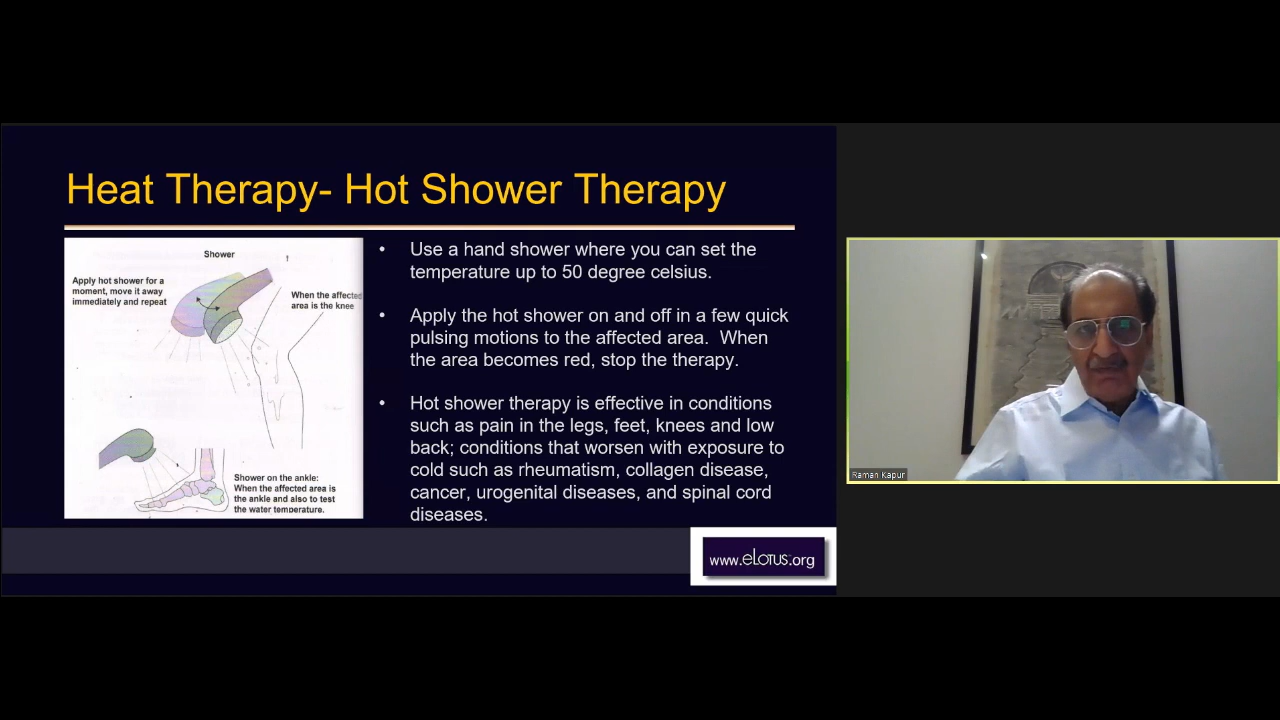 Heat Therapy- Hot Shower Therapy
Shower
Apply hot shower for a
moment, move it away
immediately and repeat
When the affected
area is the knee
Shower on the ankle:
When the affected area is
the ankle and also to test
the water temperature.
• Use a hand shower where you can set the
temperature up to 50 degree celsius.
• Apply the hot shower on and off in a few quick
pulsing motions to the affected area. When
the area becomes red, stop the therapy.
• Hot shower therapy is effective in conditions
such as pain in the legs, feet, knees and low
back; conditions that worsen with exposure to
cold such as rheumatism, collagen disease,
cancer, urogenital diseases, and spinal cord
diseases.
www.eLotus.org
Raman Kapur